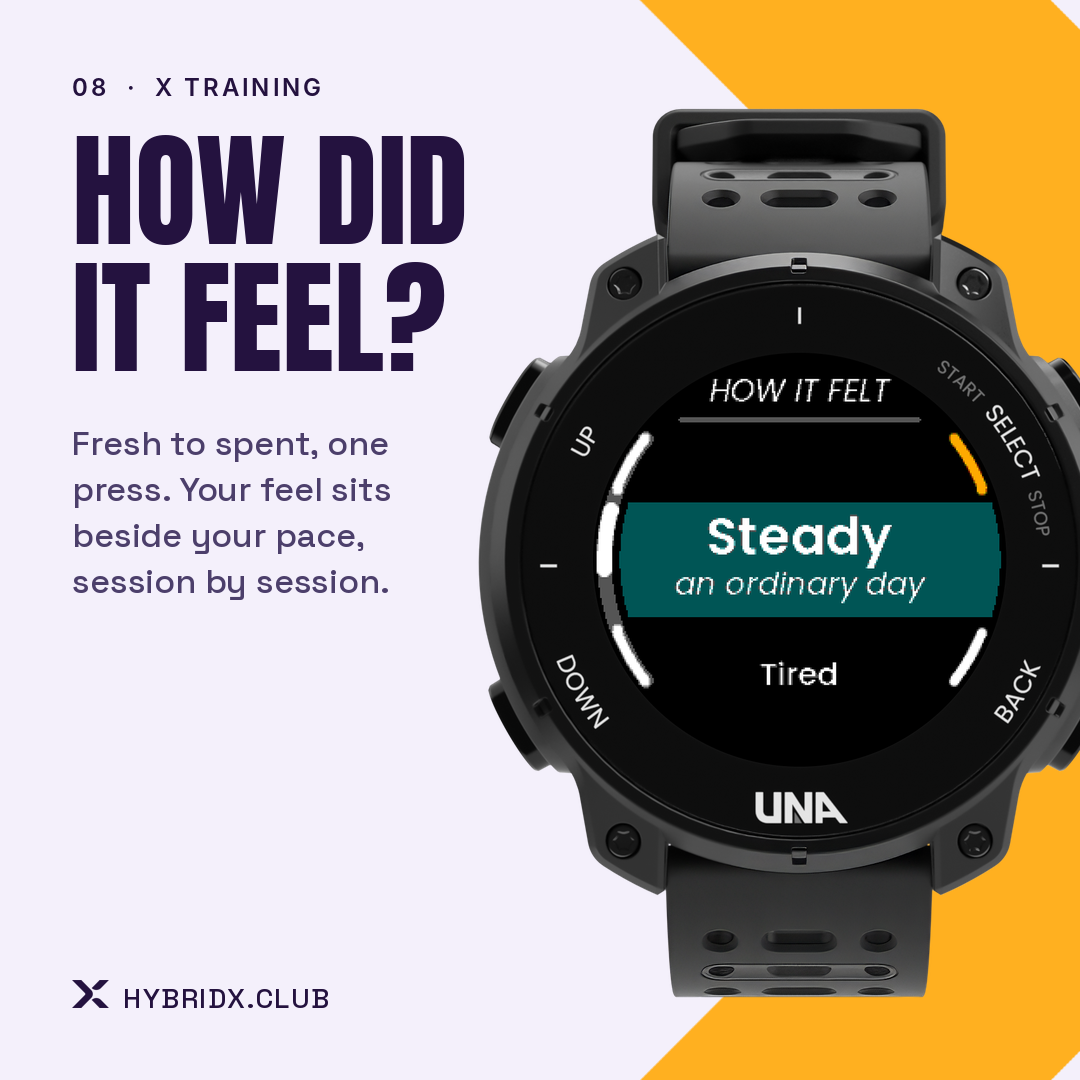 08 · X TRAINING
HOW DID
IT FEEL?
Fresh to spent, one
press. Your feel sits
beside your pace,
session by session.
HOW IT FELT
Steady
an ordinary day
Tired
UP
DOWN
START
SELECT
STOP
BACK
UNA
HYBRIDX.CLUB